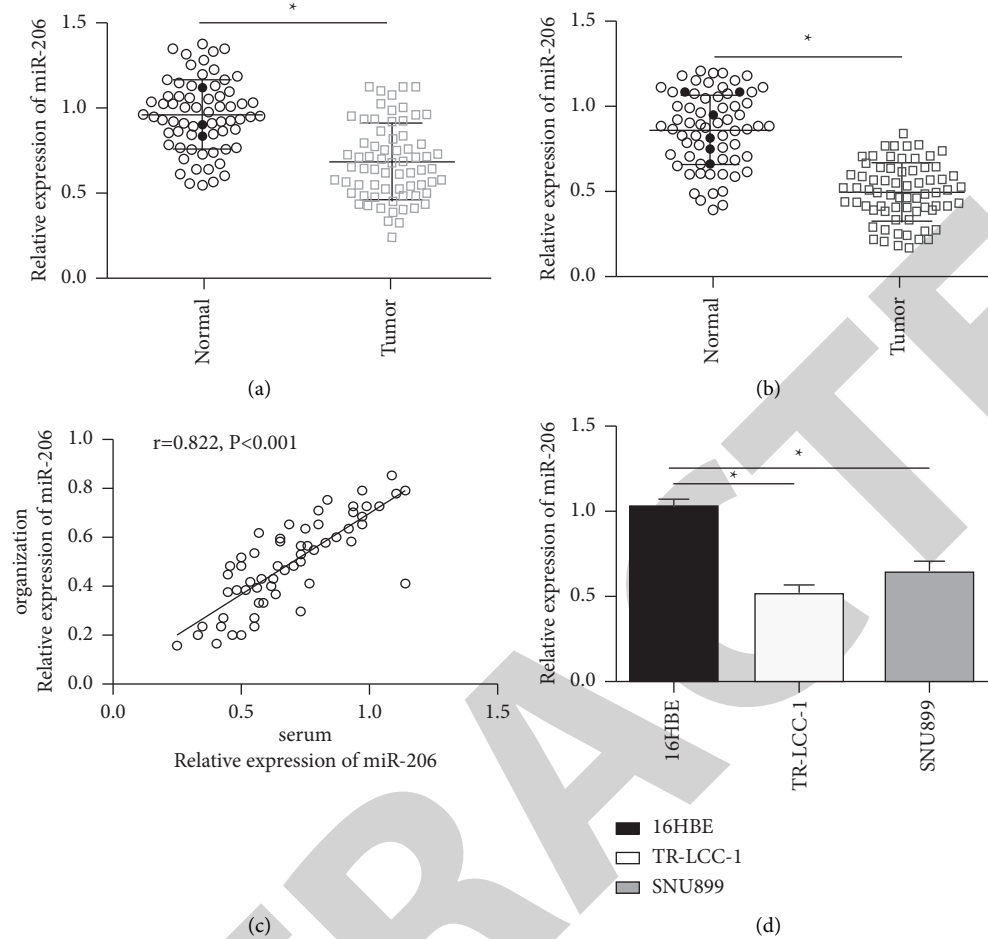 *
1.5
1.0
0.5
0.0
Relative expression of miR-206
Normal
Tumor
(a)
*
1.5
1.0
0.5
0.0
Relative expression of miR-206
Normal
Tumor
(b)
r=0.822, P<0.001
1.0
0.8
0.6
0.4
0.2
0.0
organization
Relative expression of miR-206
0.0
0.5
1.0
1.5
serum
Relative expression of miR-206
(c)
*
*
1.5
1.0
0.5
0.0
Relative expression of miR-206
16HBE
TR-LCC-1
SNU899
16HBE
TR-LCC-1
SNU899
(d)